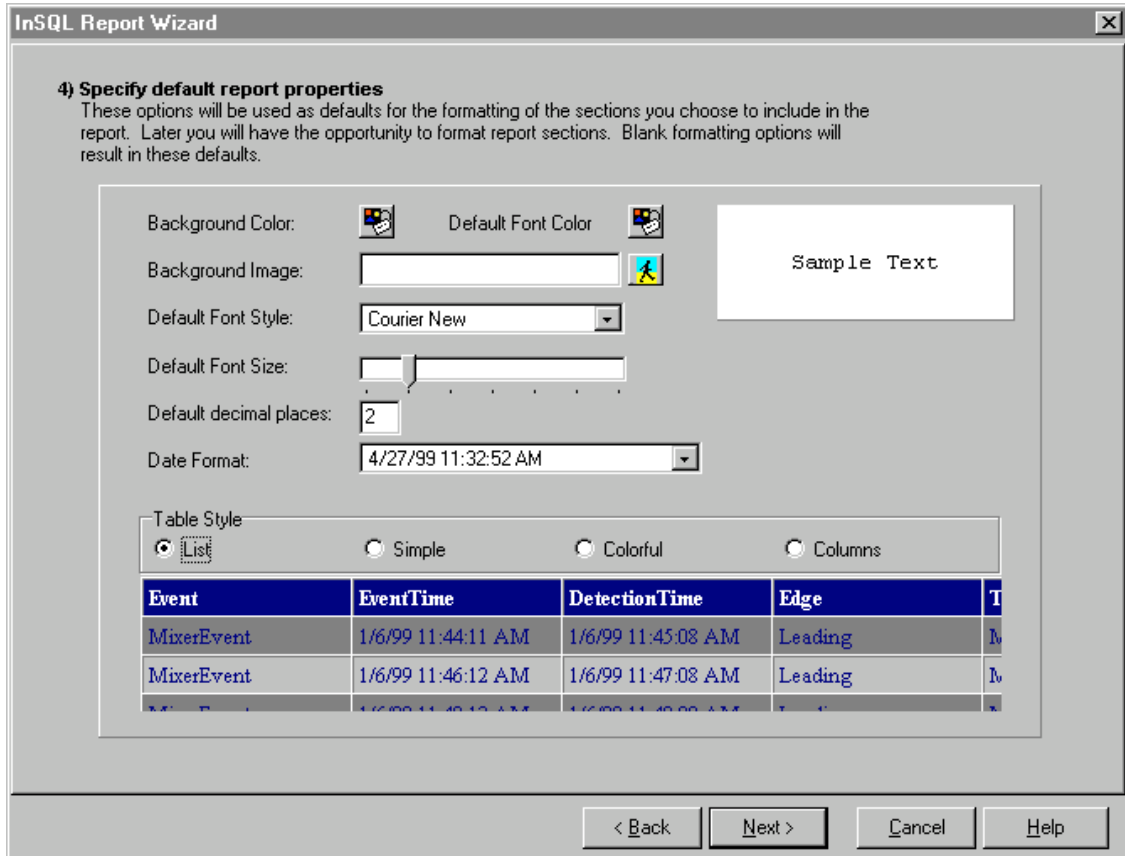 InSQL Report Wizard
4) Specify default report properties
These options will be used as defaults for the formatting of the sections you choose to include in the
report. Later you will have the opportunity to format report sections. Blank formatting options will
result in these defaults.
Background Color: Default Font Color
Sample Text
Background Image:
Default Font Style: Courier New
Default Font Size:
Default decimal places: 2
Date Format: 4/27/99 11:32:52 AM
Table Style
List Simple Colorful Columns
Event EventTime DetectionTime Edge T
MixerEvent 1/6/99 11:44:11 AM 1/6/99 11:45:08 AM Leading
MixerEvent 1/6/99 11:46:12 AM 1/6/99 11:47:08 AM Leading
< Back Next > Cancel Help